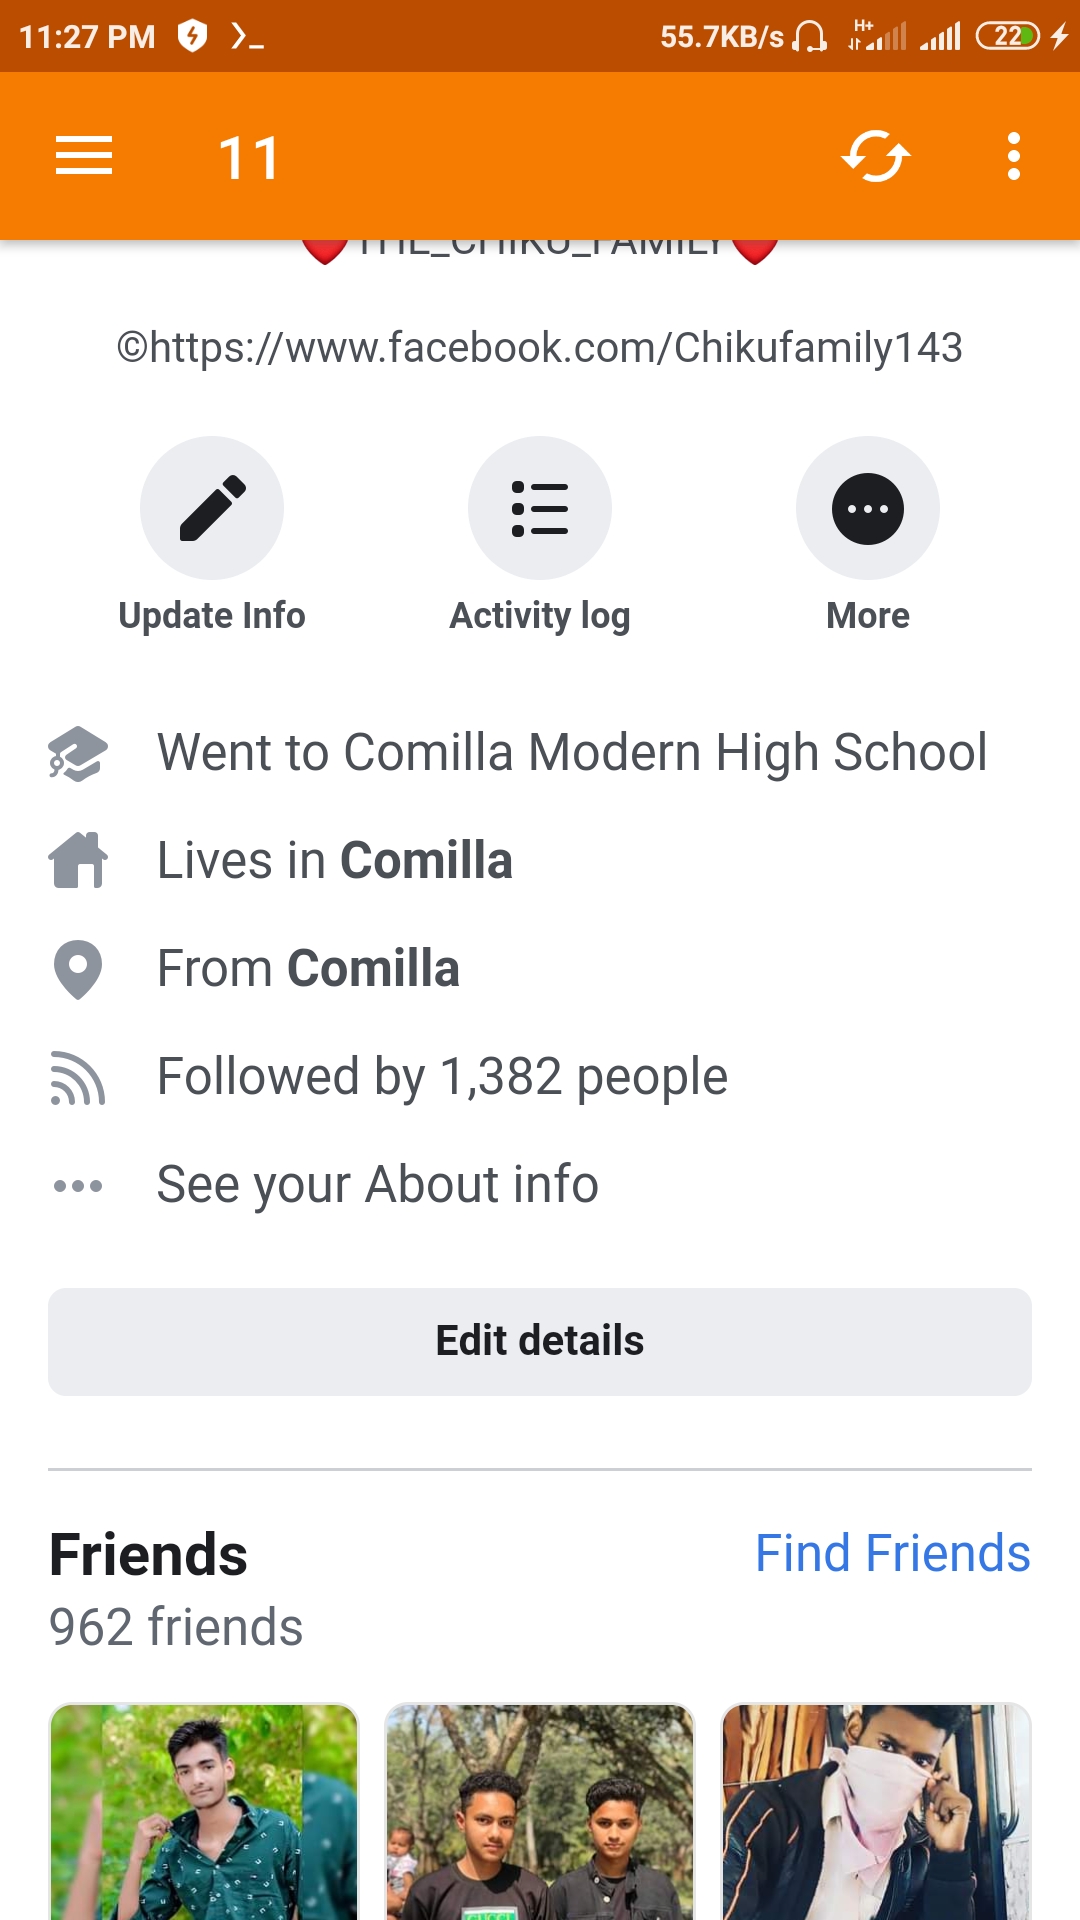 11:27 PM 55.7KB/s H+ 22
11
THE_CHIKU_FAMILY
©https://www.facebook.com/Chikufamily143
Update Info Activity log More
Went to Comilla Modern High School
Lives in Comilla
From Comilla
Followed by 1,382 people
See your About info
Edit details
Friends Find Friends
962 friends
GUCCI